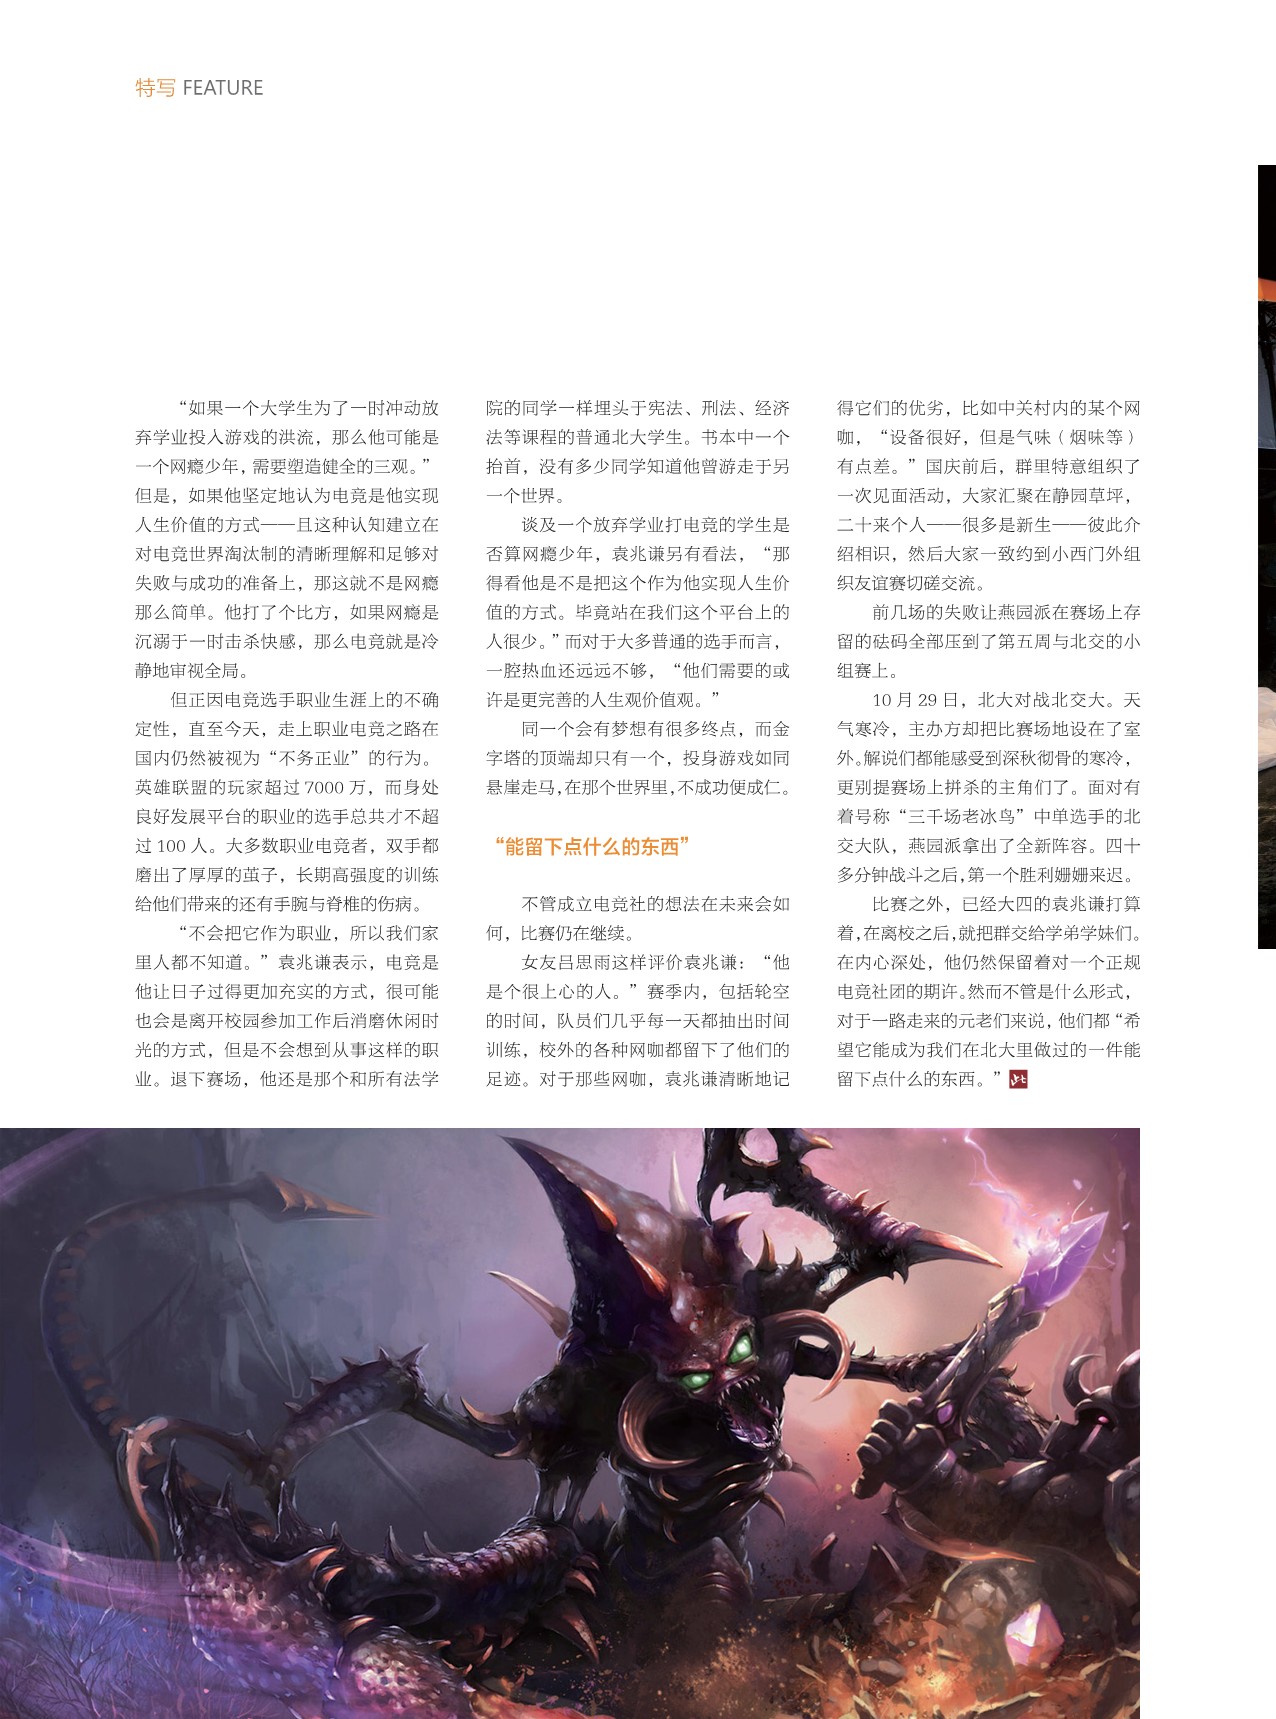 特写 FEATURE
“如果一个大学生为了一时冲动放
弃学业投入游戏的洪流，那么他可能是
一个网瘾少年，需要塑造健全的三观。”
但是，如果他坚定地认为电竞是他实现
人生价值的方式——且这种认知建立在
对电竞世界淘汰制的清晰理解和足够对
失败与成功的准备上，那这就不是网瘾
那么简单。他打了个比方，如果网瘾是
沉溺于一时击杀快感，那么电竞就是冷
静地审视全局。
但正因电竞选手职业生涯上的不确
定性，直至今天，走上职业电竞之路在
国内仍然被视为“不务正业”的行为。
英雄联盟的玩家超过 7000 万，而身处
良好发展平台的职业的选手总共才不超
过 100 人。大多数职业电竞者，双手都
磨出了厚厚的茧子，长期高强度的训练
给他们带来的还有手腕与脊椎的伤病。
“不会把它作为职业，所以我们家
里人都不知道。”袁兆谦表示，电竞是
他让日子过得更加充实的方式，很可能
也会是离开校园参加工作后消磨休闲时
光的方式，但是不会想到从事这样的职
业。退下赛场，他还是那个和所有法学
院的同学一样埋头于宪法、刑法、经济
法等课程的普通北大学生。书本中一个
抬首，没有多少同学知道他曾游走于另
一个世界。
谈及一个放弃学业打电竞的学生是
否算网瘾少年，袁兆谦另有看法，“那
得看他是不是把这个作为他实现人生价
值的方式。毕竟站在我们这个平台上的
人很少。”而对于大多普通的选手而言，
一腔热血还远远不够，“他们需要的或
许是更完善的人生观价值观。”
同一个会有梦想有很多终点，而金
字塔的顶端却只有一个，投身游戏如同
悬崖走马，在那个世界里，不成功便成仁。
“能留下点什么的东西”
不管成立电竞社的想法在未来会如
何，比赛仍在继续。
女友吕思雨这样评价袁兆谦：“他
是个很上心的人。”赛季内，包括轮空
的时间，队员们几乎每一天都抽出时间
训练，校外的各种网咖都留下了他们的
足迹。对于那些网咖，袁兆谦清晰地记
得它们的优劣，比如中关村内的某个网
咖，“设备很好，但是气味（烟味等）
有点差。”国庆前后，群里特意组织了
一次见面活动，大家汇聚在静园草坪，
二十来个人——很多是新生——彼此介
绍相识，然后大家一致约到小西门外组
织友谊赛切磋交流。
前几场的失败让燕园派在赛场上存
留的砝码全部压到了第五周与北交的小
组赛上。
10 月 29 日，北大对战北交大。天
气寒冷，主办方却把比赛场地设在了室
外。解说们都能感受到深秋彻骨的寒冷，
更别提赛场上拼杀的主角们了。面对有
着号称“三千场老冰鸟”中单选手的北
交大队，燕园派拿出了全新阵容。四十
多分钟战斗之后，第一个胜利姗姗来迟。
比赛之外，已经大四的袁兆谦打算
着，在离校之后，就把群交给学弟学妹们。
在内心深处，他仍然保留着对一个正规
电竞社团的期许。然而不管是什么形式，
对于一路走来的元老们来说，他们都“希
望它能成为我们在北大里做过的一件能
留下点什么的东西。”